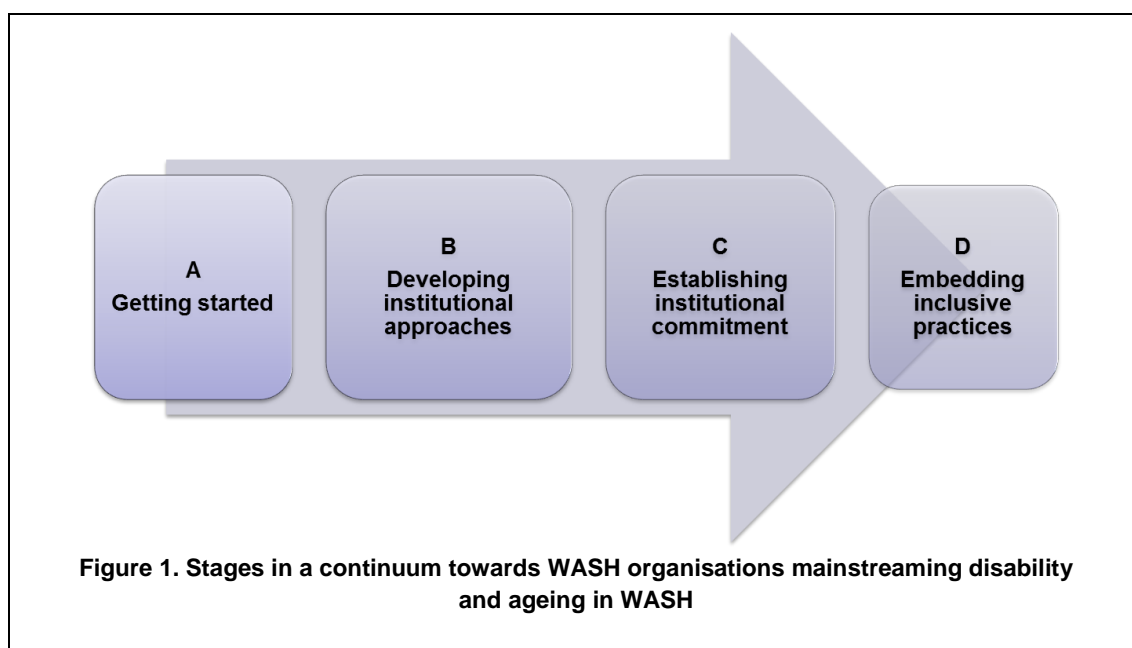 A
Getting started
B
Developing
institutional
approaches
C
Establishing
institutional
commitment
D
Embedding
inclusive
practices
Figure 1. Stages in a continuum towards WASH organisations mainstreaming disability
and ageing in WASH